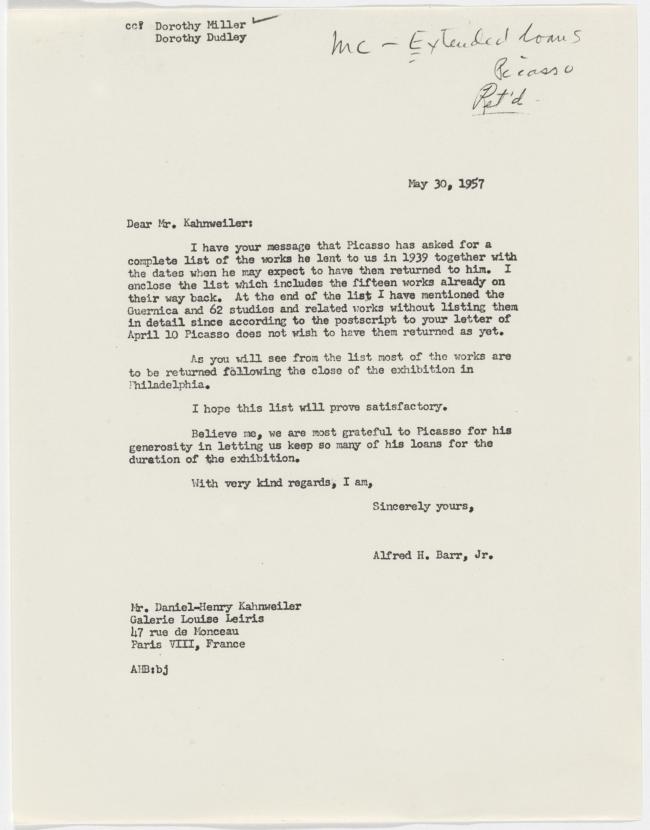 cc: Dorothy Miller
Dorothy Dudley
MC - Extended loans
Picasso
Ret'd
May 30, 1957
Dear Mr. Kahnweiler:
I have your message that Picasso has asked for a
complete list of the works he lent to us in 1939 together with
the dates when he may expect to have them returned to him. I
enclose the list which includes the fifteen works already on
their way back. At the end of the list I have mentioned the
Guernica and 62 studies and related works without listing them
in detail since according to the postscript to your letter of
April 10 Picasso does not wish to have them returned as yet.
As you will see from the list most of the works are
to be returned following the close of the exhibition in
Philadelphia.
I hope this list will prove satisfactory.
Believe me, we are most grateful to Picasso for his
generosity in letting us keep so many of his loans for the
duration of the exhibition.
With very kind regards, I am,
Sincerely yours,
Alfred H. Barr, Jr.
Mr. Daniel-Henry Kahnweiler
Galerie Louise Leiris
47 rue de Monceau
Paris VIII, France
AHB:bj